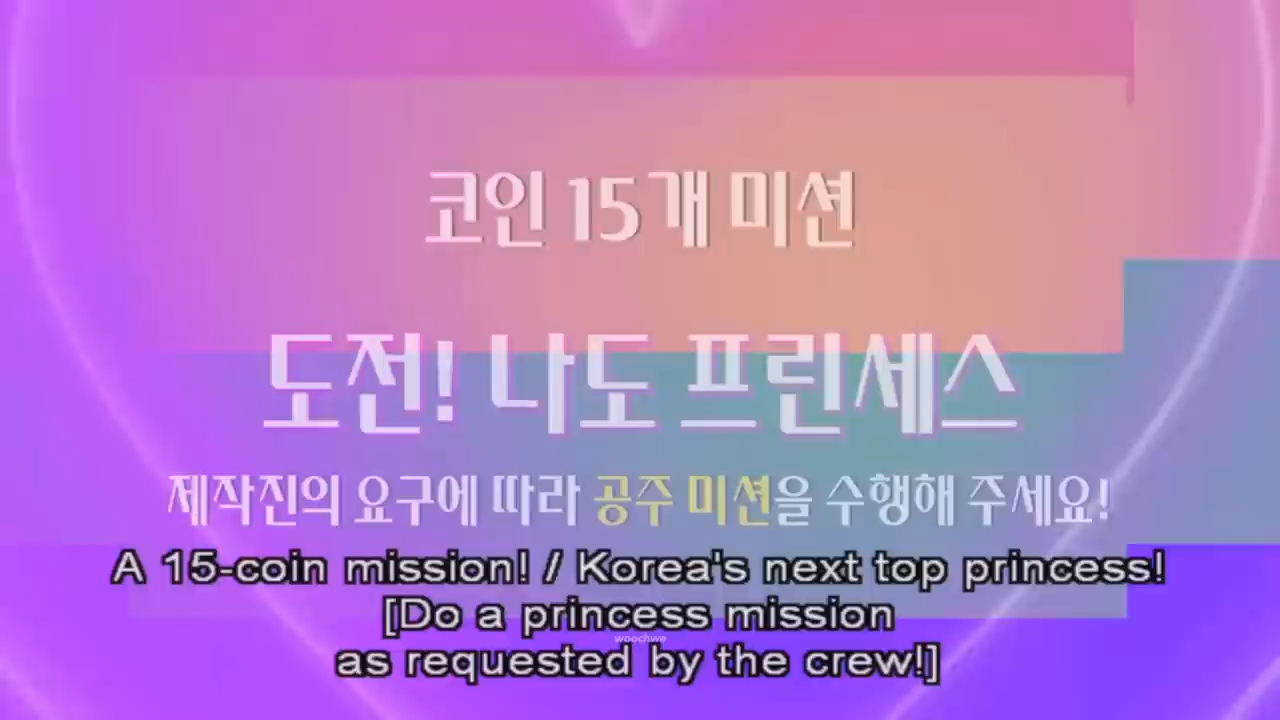 코인 15개 미션
도전! 나도 프린세스
제작진의 요구에 따라 공주 미션을 수행해 주세요!
A 15-coin mission! / Korea's next top princess!
[Do a princess mission
woochwe
as requested by the crew!]